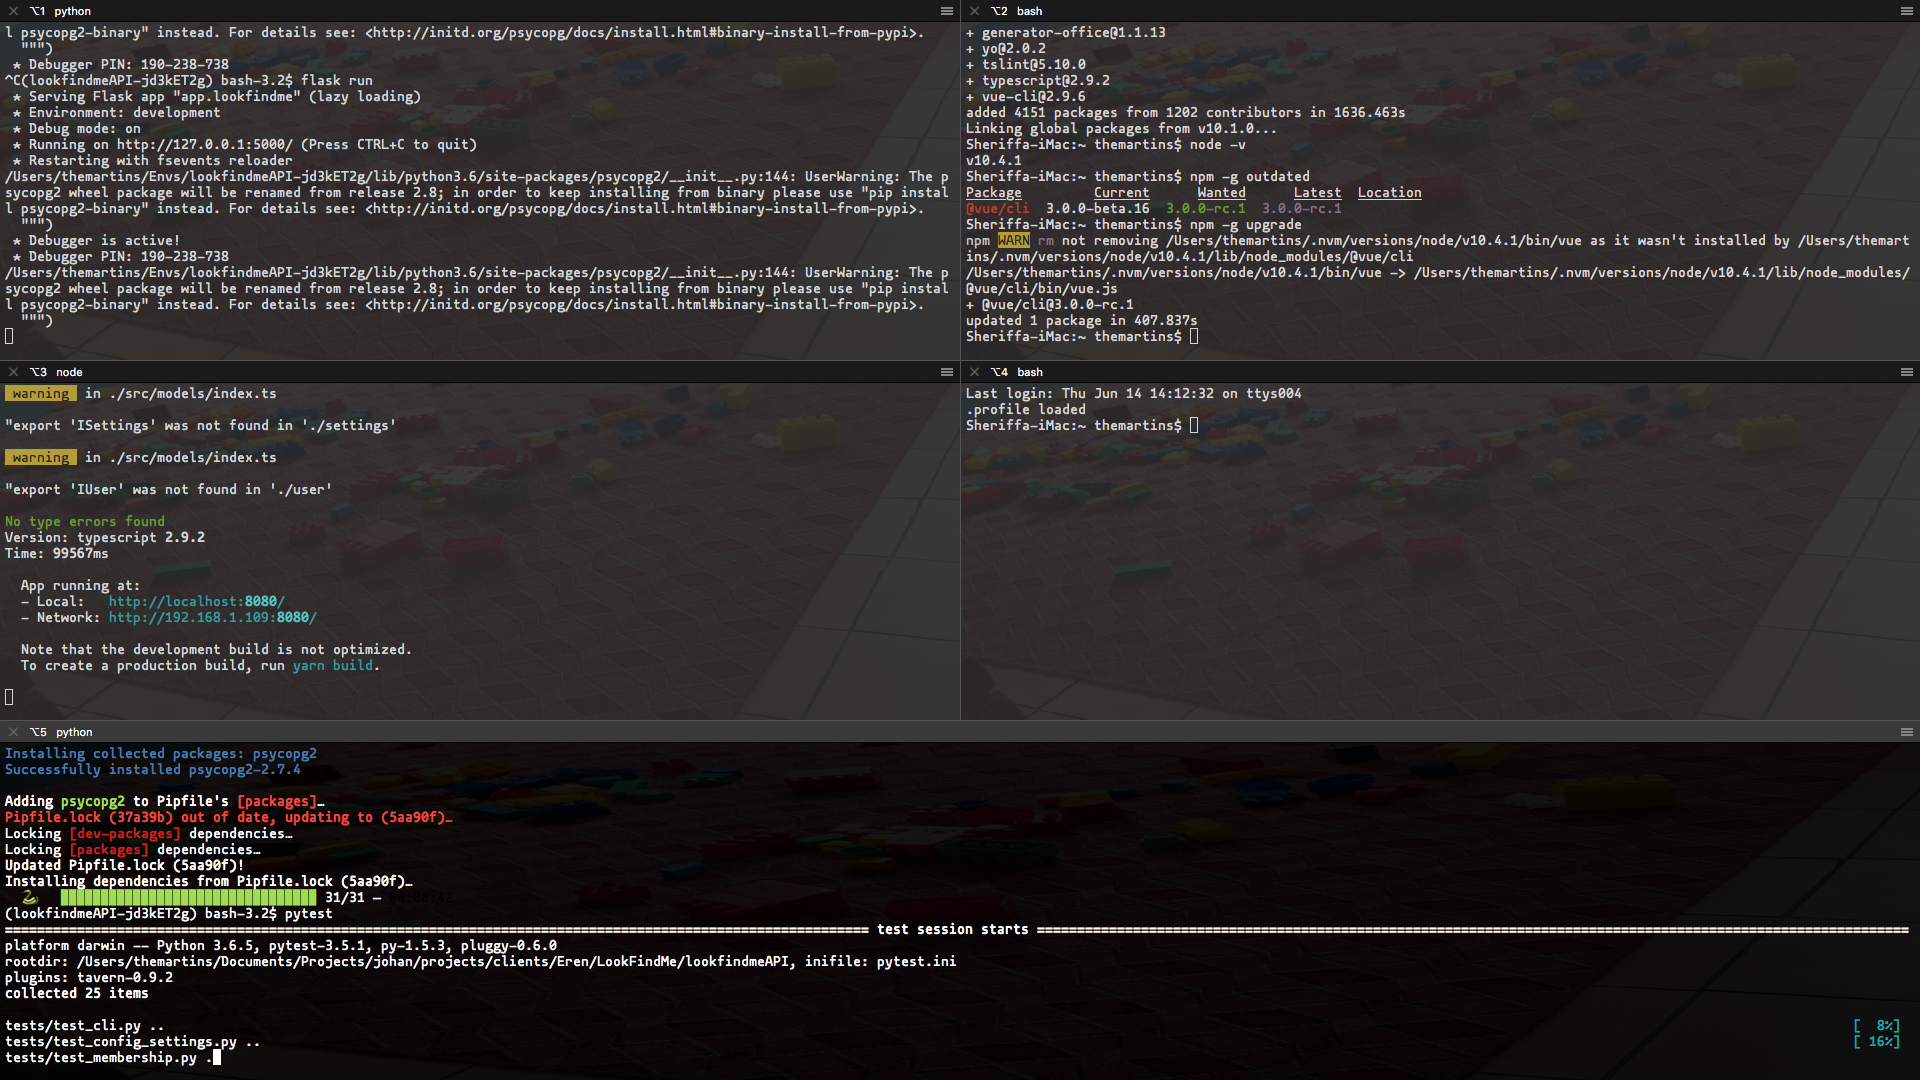 ⌥1 python
l psycopg2-binary" instead. For details see: <http://initd.org/psycopg/docs/install.html#binary-install-from-pypi>.
""")
* Debugger PIN: 190-238-738
^C(lookfindmeAPI-jd3kET2g) bash-3.2$ flask run
* Serving Flask app "app.lookfindme" (lazy loading)
* Environment: development
* Debug mode: on
* Running on http://127.0.0.1:5000/ (Press CTRL+C to quit)
* Restarting with fsevents reloader
/Users/themartins/Envs/lookfindmeAPI-jd3kET2g/lib/python3.6/site-packages/psycopg2/__init__.py:144: UserWarning: The p
sycopg2 wheel package will be renamed from release 2.8; in order to keep installing from binary please use "pip instal
l psycopg2-binary" instead. For details see: <http://initd.org/psycopg/docs/install.html#binary-install-from-pypi>.
""")
* Debugger is active!
* Debugger PIN: 190-238-738
/Users/themartins/Envs/lookfindmeAPI-jd3kET2g/lib/python3.6/site-packages/psycopg2/__init__.py:144: UserWarning: The p
sycopg2 wheel package will be renamed from release 2.8; in order to keep installing from binary please use "pip instal
l psycopg2-binary" instead. For details see: <http://initd.org/psycopg/docs/install.html#binary-install-from-pypi>.
""")
⌥2 bash
+ generator-office@1.1.13
+ yo@2.0.2
+ tslint@5.10.0
+ typescript@2.9.2
+ vue-cli@2.9.6
added 4151 packages from 1202 contributors in 1636.463s
Linking global packages from v10.1.0...
Sheriffa-iMac:~ themartins$ node -v
v10.4.1
Sheriffa-iMac:~ themartins$ npm -g outdated
Package Current Wanted Latest Location
@vue/cli 3.0.0-beta.16 3.0.0-rc.1 3.0.0-rc.1
Sheriffa-iMac:~ themartins$ npm -g upgrade
npm WARN rm not removing /Users/themartins/.nvm/versions/node/v10.4.1/bin/vue as it wasn't installed by /Users/themart
ins/.nvm/versions/node/v10.4.1/lib/node_modules/@vue/cli
/Users/themartins/.nvm/versions/node/v10.4.1/bin/vue -> /Users/themartins/.nvm/versions/node/v10.4.1/lib/node_modules/
@vue/cli/bin/vue.js
+ @vue/cli@3.0.0-rc.1
updated 1 package in 407.837s
Sheriffa-iMac:~ themartins$
⌥3 node
warning in ./src/models/index.ts
"export 'ISettings' was not found in './settings'
warning in ./src/models/index.ts
"export 'IUser' was not found in './user'
No type errors found
Version: typescript 2.9.2
Time: 99567ms
App running at:
- Local: http://localhost:8080/
- Network: http://192.168.1.109:8080/
Note that the development build is not optimized.
To create a production build, run yarn build.
⌥4 bash
Last login: Thu Jun 14 14:12:32 on ttys004
.profile loaded
Sheriffa-iMac:~ themartins$
⌥5 python
Installing collected packages: psycopg2
Successfully installed psycopg2-2.7.4
Adding psycopg2 to Pipfile's [packages]…
Pipfile.lock (37a39b) out of date, updating to (5aa90f)…
Locking [dev-packages] dependencies…
Locking [packages] dependencies…
Updated Pipfile.lock (5aa90f)!
Installing dependencies from Pipfile.lock (5aa90f)…
31/31 —
(lookfindmeAPI-jd3kET2g) bash-3.2$ pytest
test session starts
platform darwin -- Python 3.6.5, pytest-3.5.1, py-1.5.3, pluggy-0.6.0
rootdir: /Users/themartins/Documents/Projects/johan/projects/clients/Eren/LookFindMe/lookfindmeAPI, inifile: pytest.ini
plugins: tavern-0.9.2
collected 25 items
tests/test_cli.py .. [ 8%]
tests/test_config_settings.py .. [ 16%]
tests/test_membership.py .